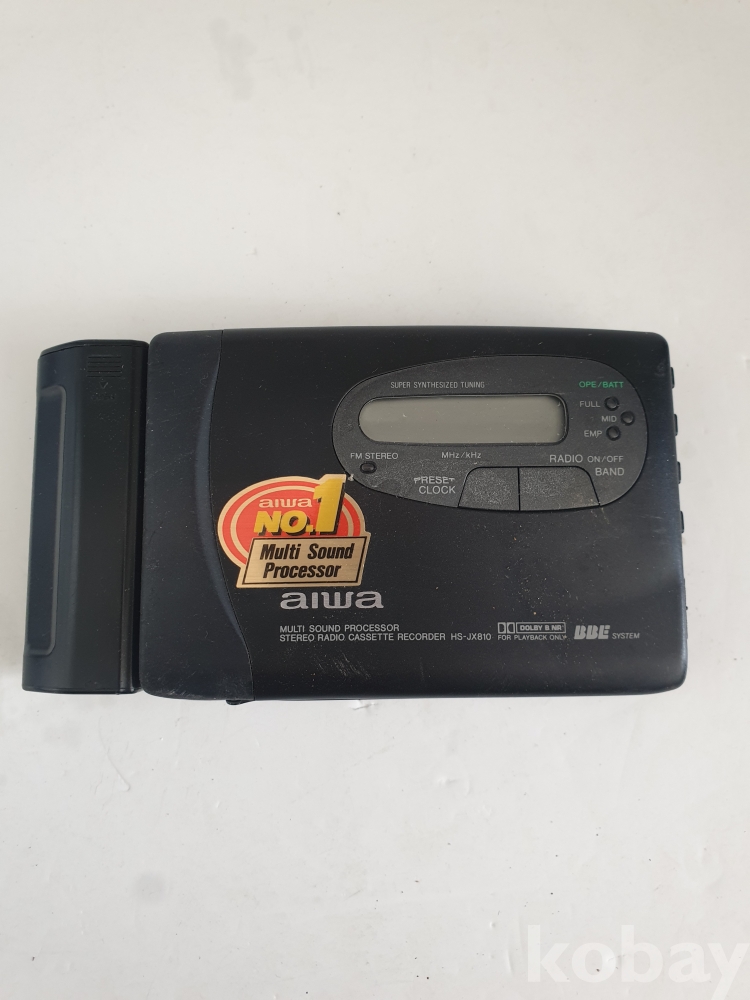 SUPER SYNTHESIZED TUNING
OPE/BATT
FULL
MID
EMP
FM STEREO
MHz/kHz
RADIO ON/OFF
BAND
CLOCK
aiwa
NO.1
Multi Sound
Processor
aiwa
MULTI SOUND PROCESSOR
STEREO RADIO CASSETTE RECORDER HS-JX810
DOLBY B NR
FOR PLAYBACK ONLY
BBE SYSTEM
kobay